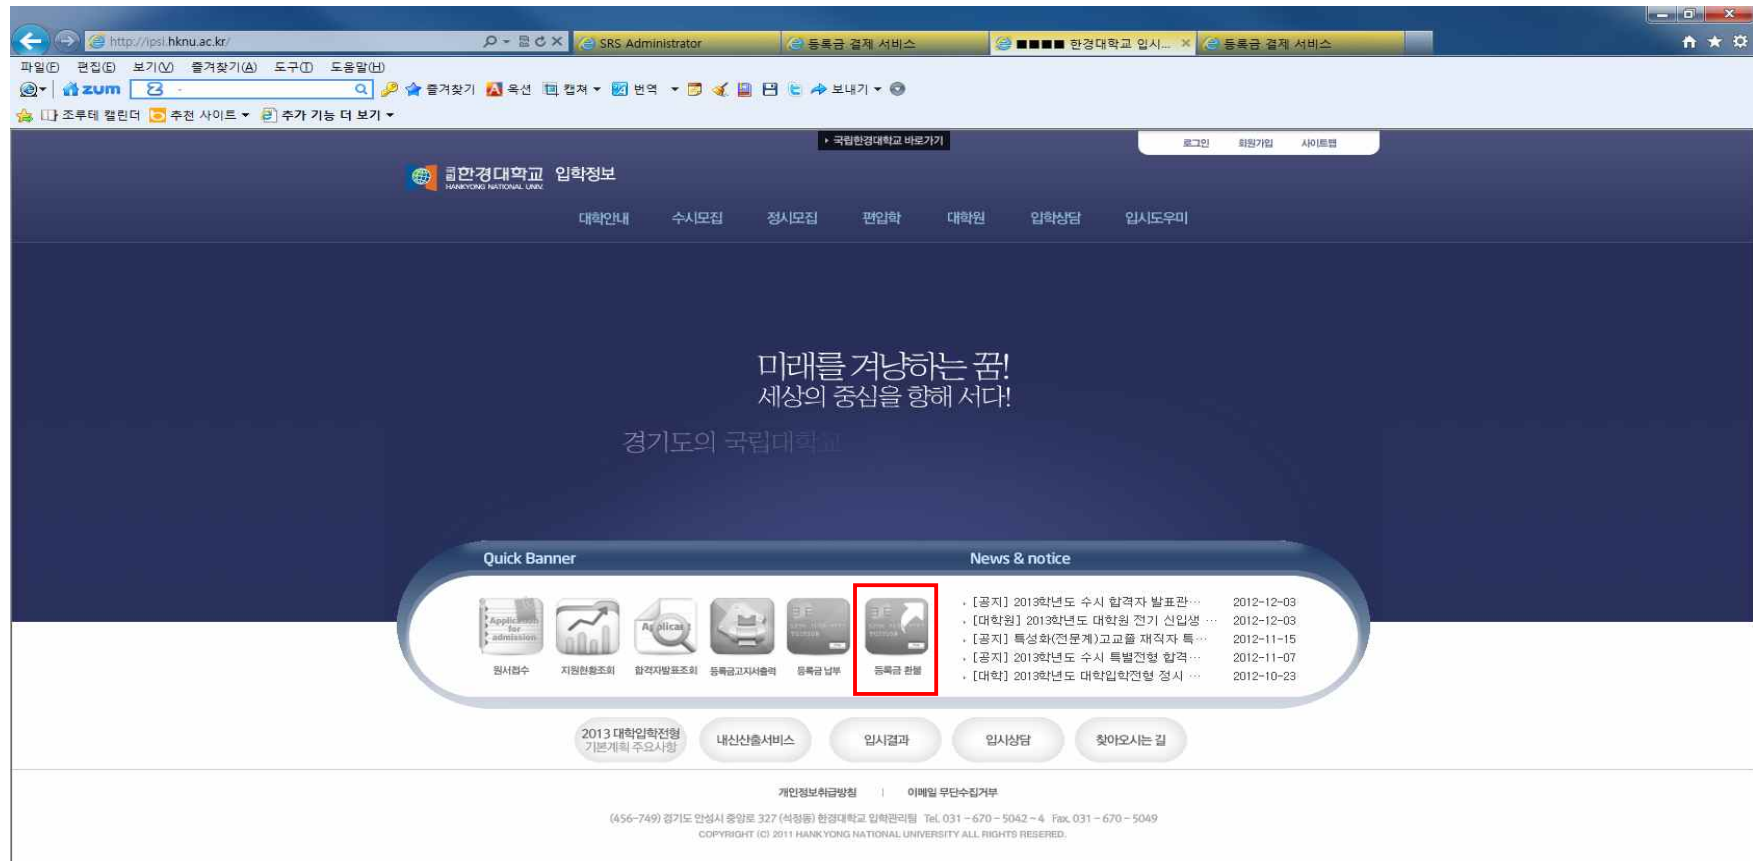 http://ipsi.hknu.ac.kr/
SRS Administrator
등록금 결제 서비스
■■■■ 한경대학교 입시...
등록금 결제 서비스
파일(F) 편집(E) 보기(V) 즐겨찾기(A) 도구(T) 도움말(H)
zum
즐겨찾기 옥션 캡쳐 번역 보내기
조루테 캘린더 추천 사이트 추가 기능 더 보기
국립한경대학교 바로가기
로그인 회원가입 사이트맵
국립한경대학교 입학정보
HANKYONG NATIONAL UNIV.
대학안내 수시모집 정시모집 편입학 대학원 입학상담 입시도우미
미래를 겨냥하는 꿈!
세상의 중심을 향해 서다!
경기도의 국립대학교
Quick Banner
News & notice
Application
for
admission
원서접수
지원현황조회
합격자발표조회
등록금고지서출력
등록금 납부
등록금 환불
[공지] 2013학년도 수시 합격자 발표관… 2012-12-03
[대학원] 2013학년도 대학원 전기 신입생 … 2012-12-03
[공지] 특성화(전문계)고교졸 재직자 특… 2012-11-15
[공지] 2013학년도 수시 특별전형 합격… 2012-11-07
[대학] 2013학년도 대학입학전형 정시 … 2012-10-23
2013 대학입학전형
기본계획 주요사항
내신산출서비스
입시결과
입시상담
찾아오시는 길
개인정보취급방침 | 이메일 무단수집거부
(456-749) 경기도 안성시 중앙로 327 (석정동) 한경대학교 입학관리팀 Tel. 031 - 670 - 5042 ~ 4 Fax. 031 - 670 - 5049
COPYRIGHT (C) 2011 HANKYONG NATIONAL UNIVERSITY ALL RIGHTS RESERED.